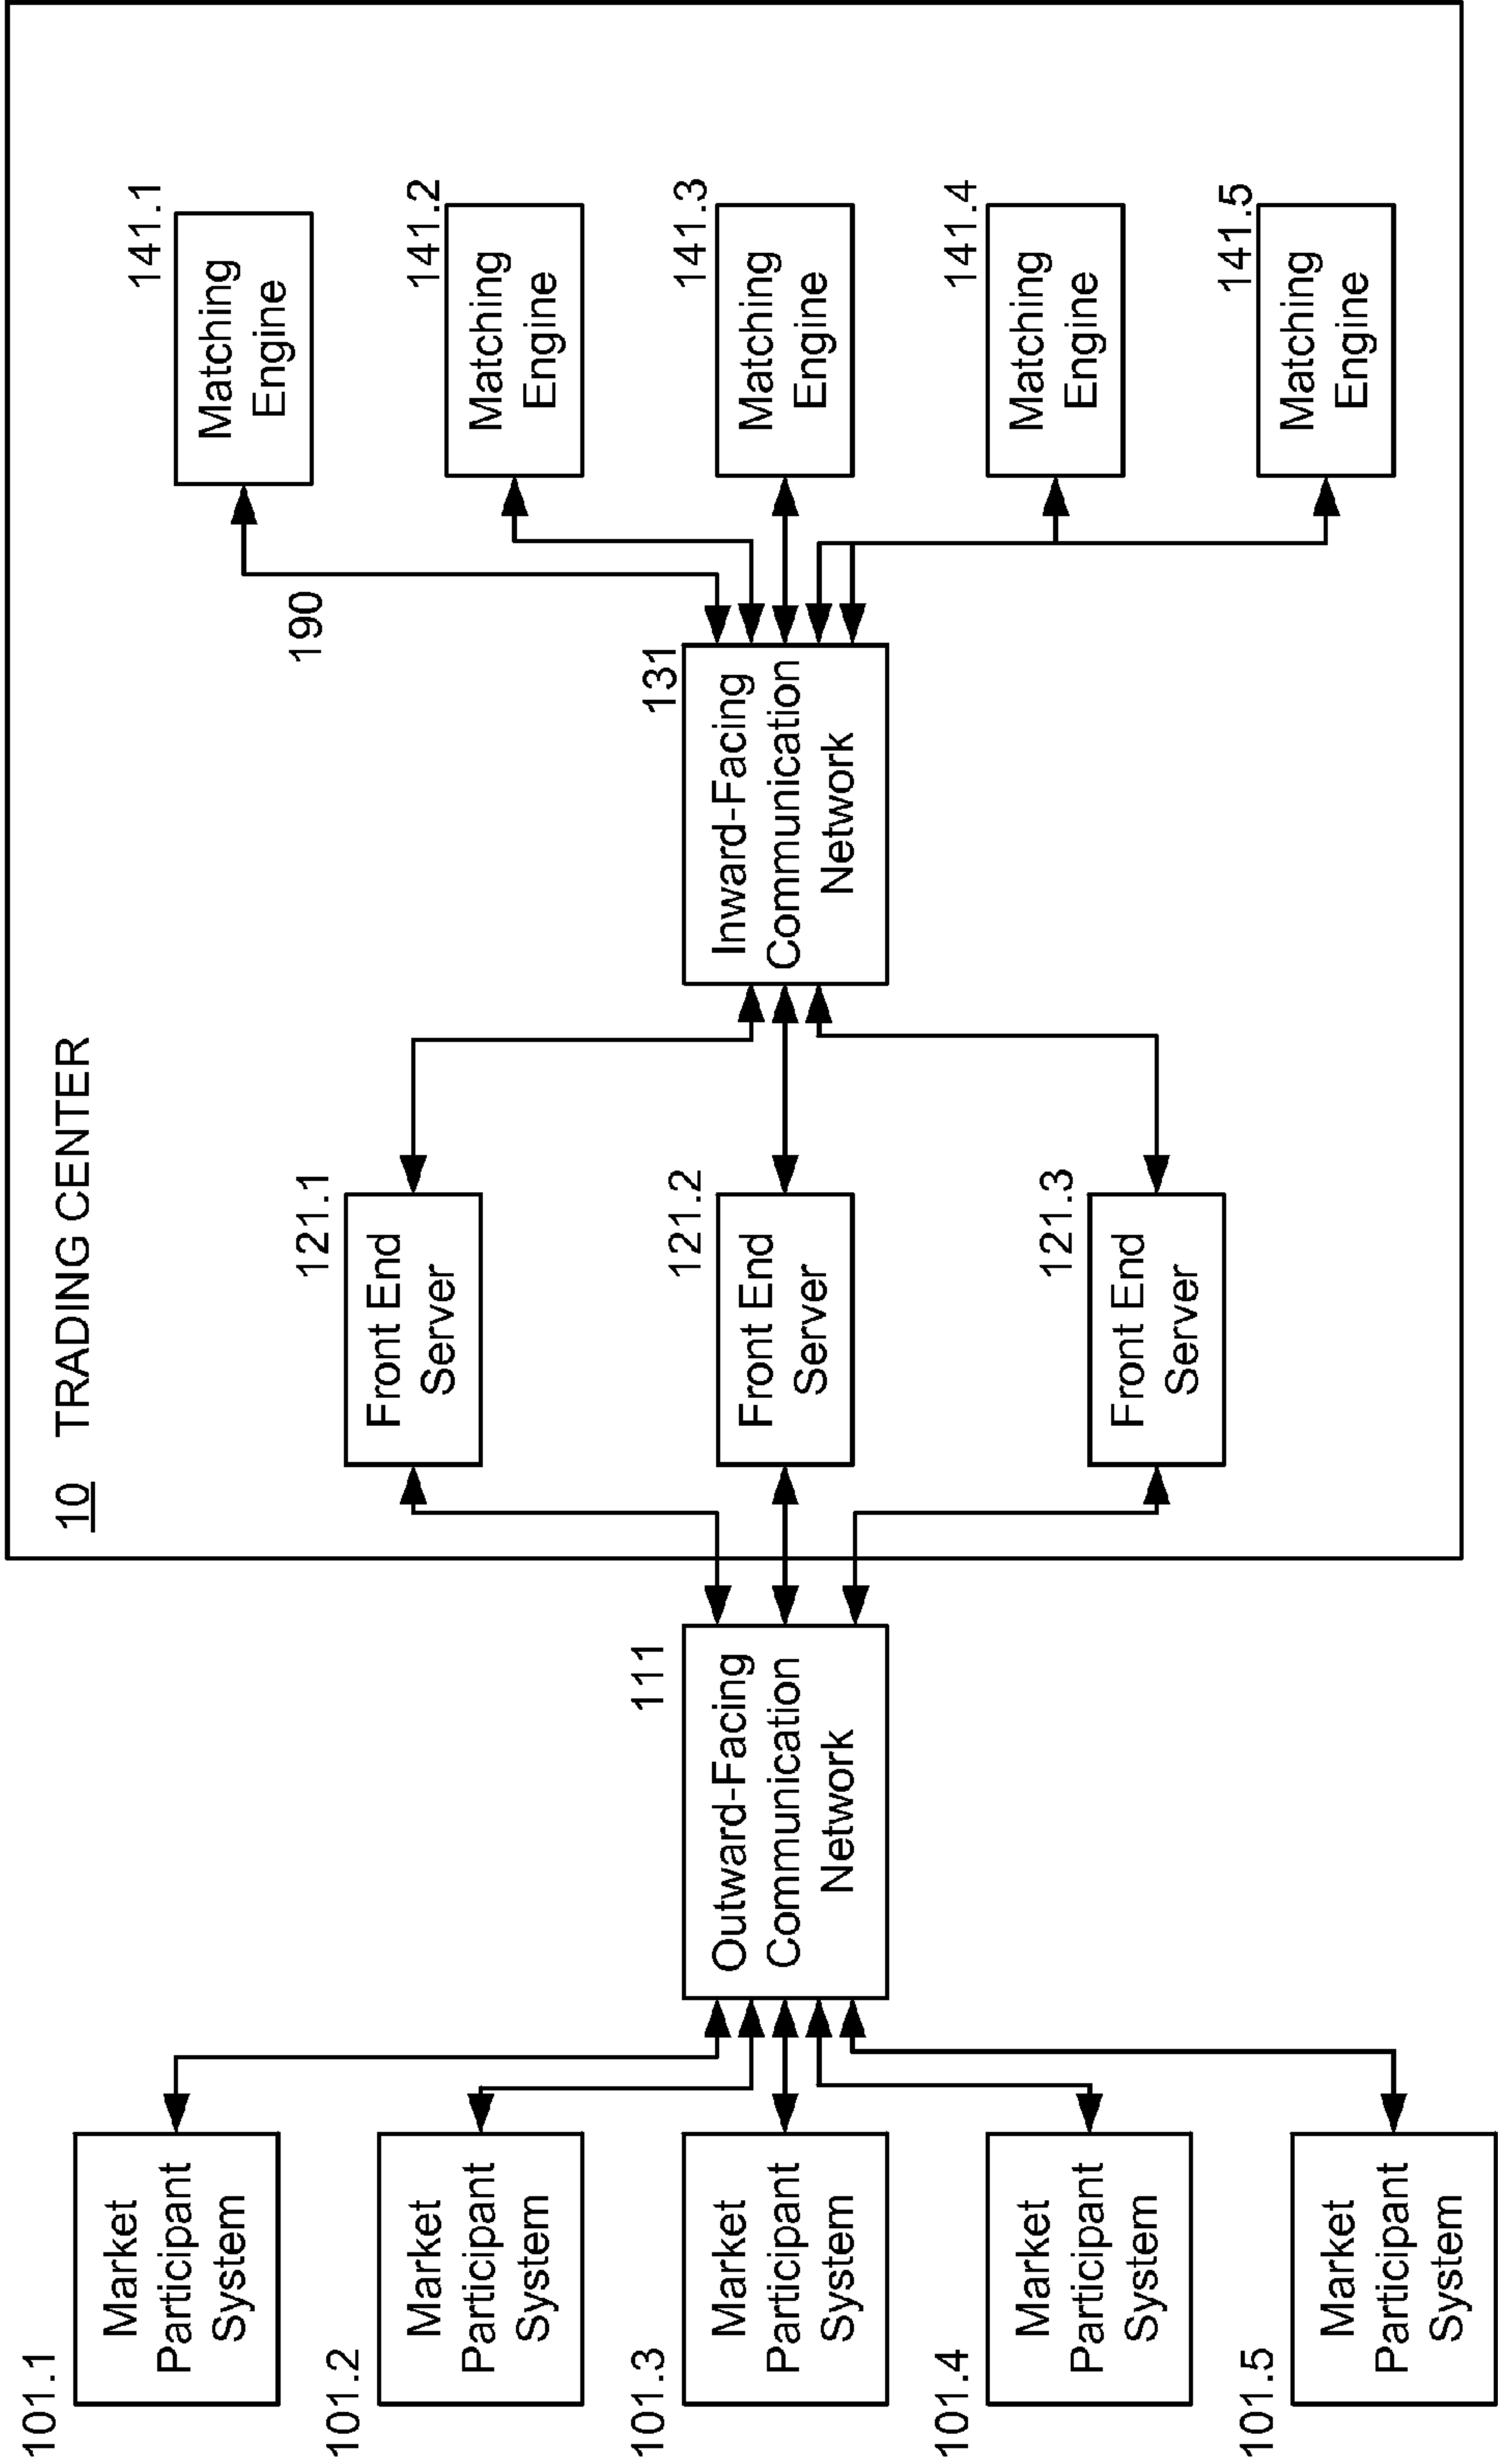 10 TRADING CENTER
101.1
Market
Participant
System
101.2
Market
Participant
System
101.3
Market
Participant
System
101.4
Market
Participant
System
101.5
Market
Participant
System
111
Outward-Facing
Communication
Network
121.1
Front End
Server
121.2
Front End
Server
121.3
Front End
Server
131
Inward-Facing
Communication
Network
190
141.1
Matching
Engine
141.2
Matching
Engine
141.3
Matching
Engine
141.4
Matching
Engine
141.5
Matching
Engine